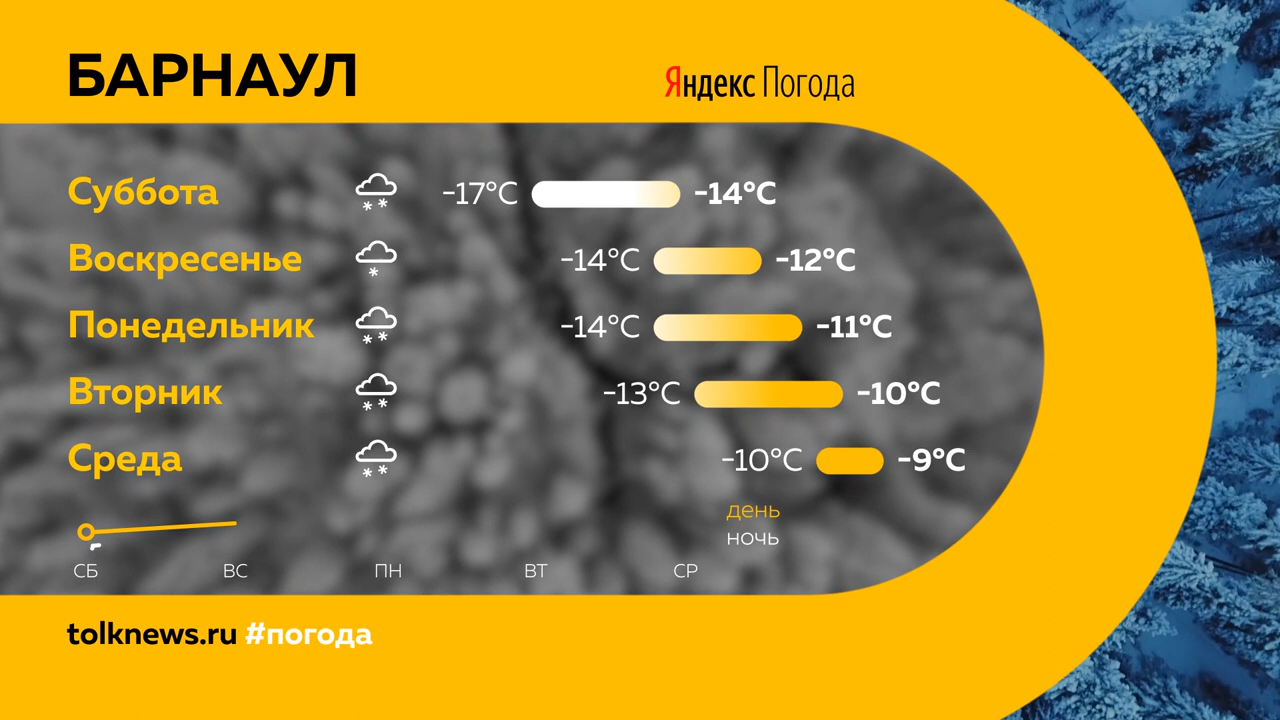 БАРНАУЛ
Яндекс Погода
Суббота -17°C -14°C
Воскресенье -14°C -12°C
Понедельник -14°C -11°C
Вторник -13°C -10°C
Среда -10°C -9°C
день
ночь
СБ ВС ПН ВТ СР
tolknews.ru #погода